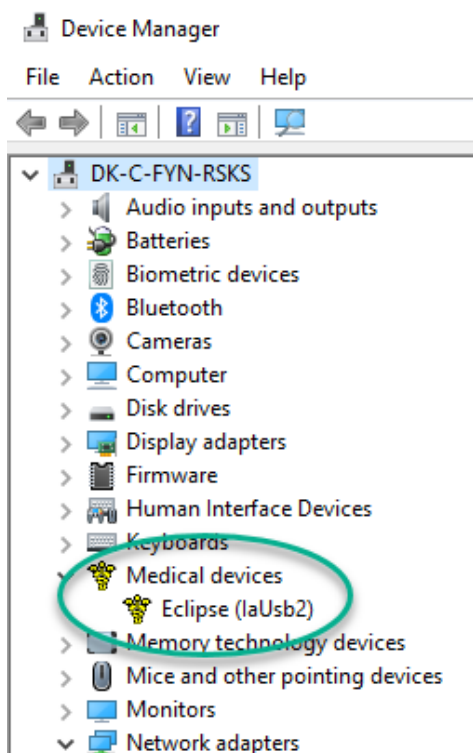 Device Manager
File Action View Help
DK-C-FYN-RSKS
Audio inputs and outputs
Batteries
Biometric devices
Bluetooth
Cameras
Computer
Disk drives
Display adapters
Firmware
Human Interface Devices
Keyboards
Medical devices
Eclipse (IaUsb2)
Memory technology devices
Mice and other pointing devices
Monitors
Network adapters